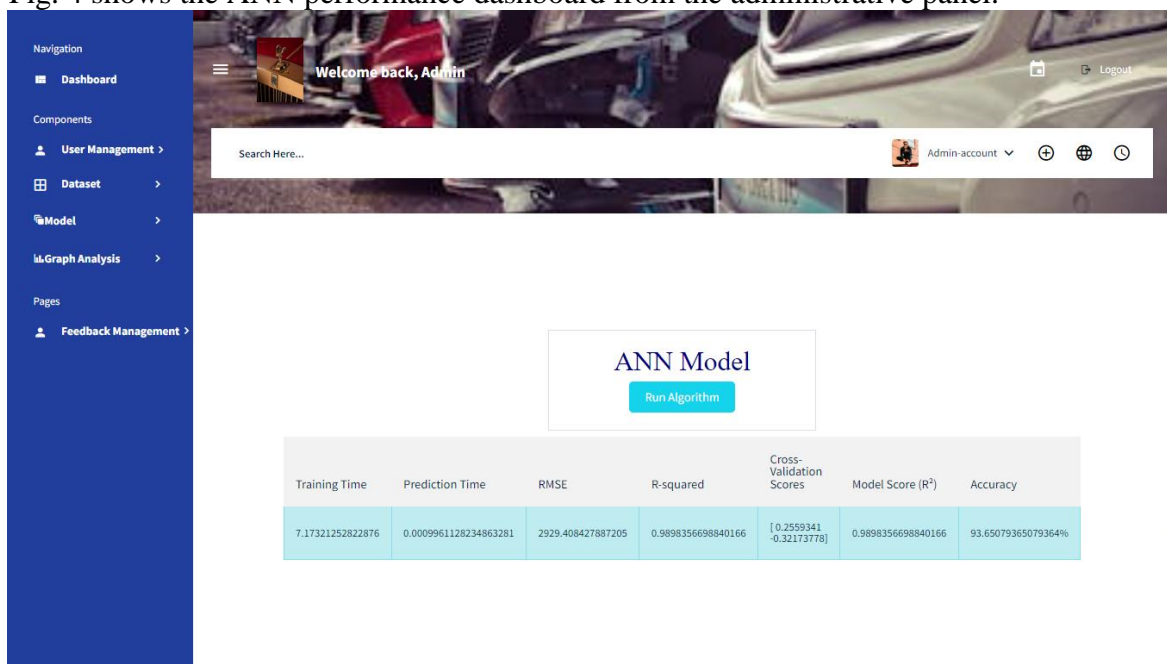 Fig. 4 shows the ANN performance dashboard from the administrative panel.
Navigation
Dashboard
Welcome back, Admin
Logout
Components
User Management >
Search Here...
Admin-account
Dataset >
Model >
Graph Analysis >
Pages
Feedback Management >
ANN Model
Run Algorithm
Training Time Prediction Time RMSE R-squared Cross-Validation Scores Model Score (R²) Accuracy
7.17321252822876 0.0009961128234863281 2929.408427887205 0.9898356698840166 [ 0.2559341 -0.32173778] 0.9898356698840166 93.65079365079364%